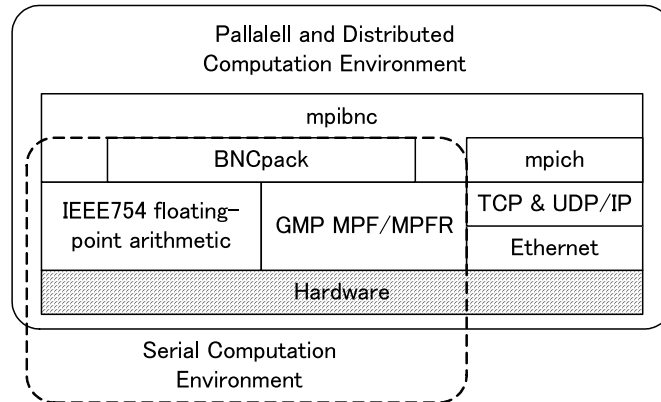 Pallalell and Distributed
Computation Environment
mpibnc
BNCpack
mpich
IEEE754 floating-
point arithmetic
GMP MPF/MPFR
TCP & UDP/IP
Ethernet
Hardware
Serial Computation
Environment